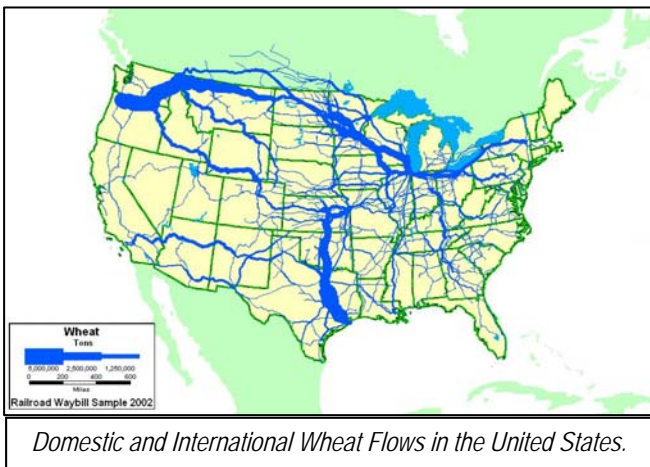 Wheat
Tons
5,000,000 2,500,000 1,250,000
0 200 400 600
Miles
Railroad Waybill Sample 2002
Domestic and International Wheat Flows in the United States.